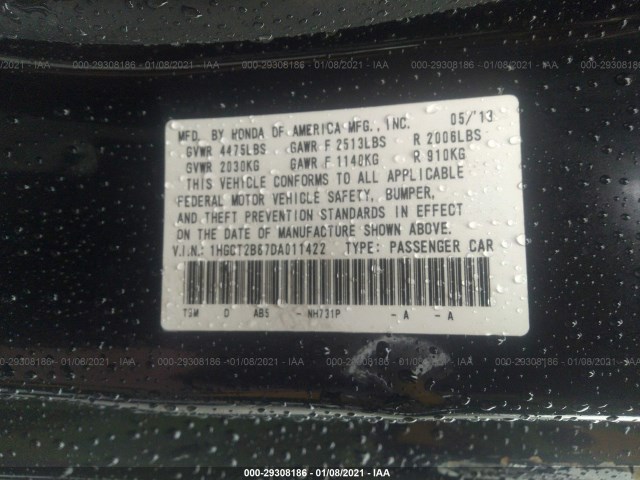 000-29308186 - 01/08/2021 - IAA
MFD. BY HONDA OF AMERICA MFG., INC. 05/'13
GVWR 4475LBS GAWR F 2513LBS R 2006LBS
GVWR 2030KG GAWR F 1140KG R 910KG
THIS VEHICLE CONFORMS TO ALL APPLICABLE
FEDERAL MOTOR VEHICLE SAFETY, BUMPER,
AND THEFT PREVENTION STANDARDS IN EFFECT
ON THE DATE OF MANUFACTURE SHOWN ABOVE.
V.I.N.: 1HGCT2B67DA011422 TYPE: PASSENGER CAR
D AB5 - NH731P - A - A
000-29308186 - 01/08/2021 - IAA